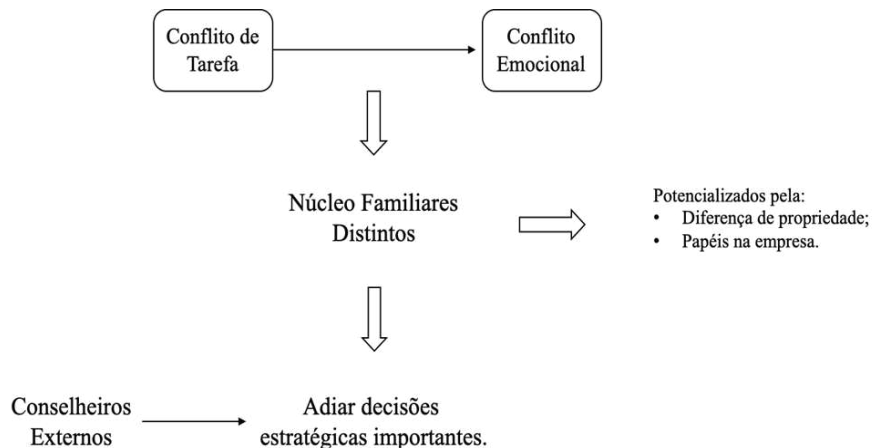 Conflito de
Tarefa
Conflito
Emocional
Núcleo Familiares
Distintos
Potencializados pela:
• Diferença de propriedade;
• Papéis na empresa.
Conselheiros
Externos
Adiar decisões
estratégicas importantes.